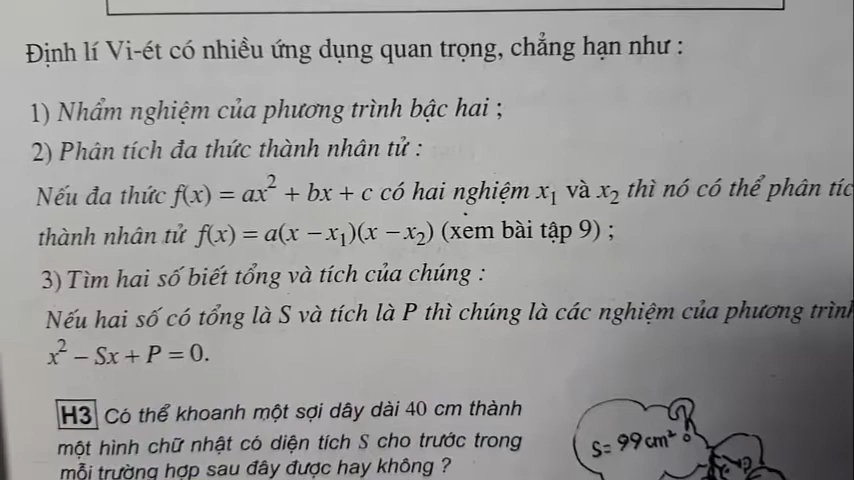 Định lí Vi-ét có nhiều ứng dụng quan trọng, chẳng hạn như :
1) Nhẩm nghiệm của phương trình bậc hai ;
2) Phân tích đa thức thành nhân tử :
Nếu đa thức f(x) = ax² + bx + c có hai nghiệm x₁ và x₂ thì nó có thể phân tíc
thành nhân tử f(x) = a(x – x₁)(x – x₂) (xem bài tập 9) ;
3) Tìm hai số biết tổng và tích của chúng :
Nếu hai số có tổng là S và tích là P thì chúng là các nghiệm của phương trình
x² – Sx + P = 0.
H3 Có thể khoanh một sợi dây dài 40 cm thành
một hình chữ nhật có diện tích S cho trước trong
mỗi trường hợp sau đây được hay không ?
S= 99cm²